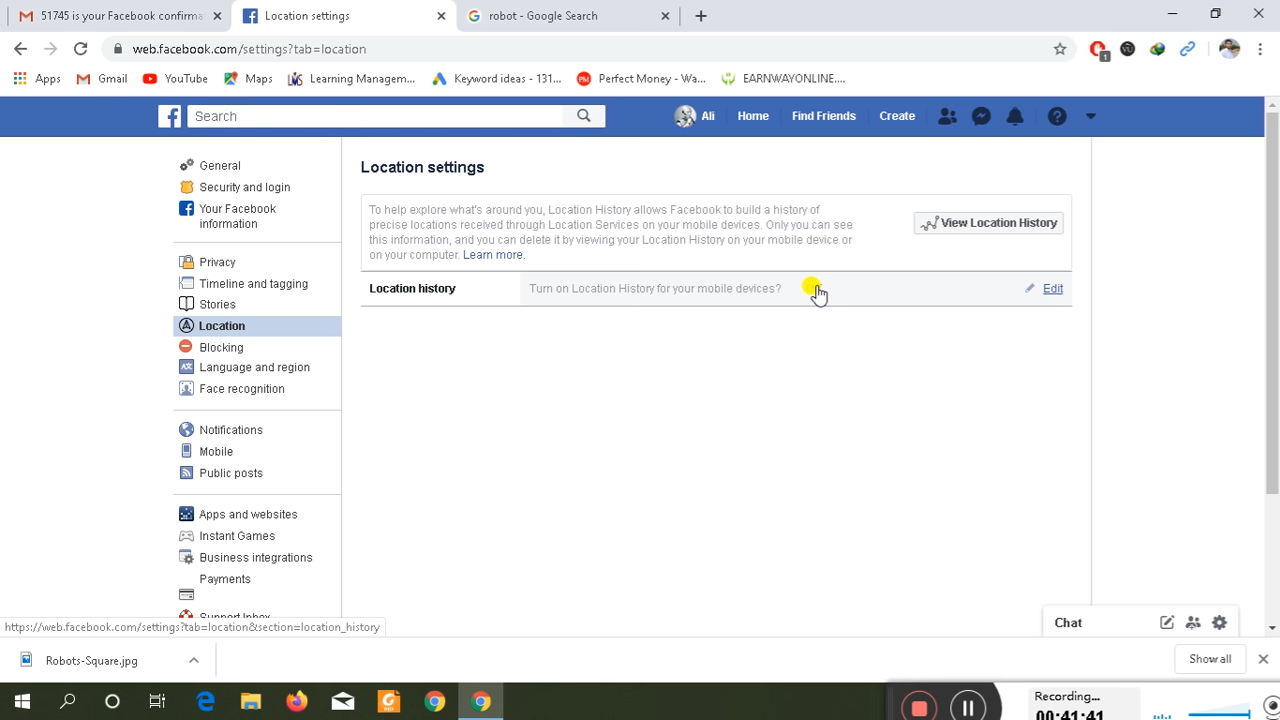 51745 is your Facebook confirma
Location settings
robot - Google Search
web.facebook.com/settings?tab=location
Apps
Gmail
YouTube
Maps
Learning Managem...
Keyword ideas - 131...
Perfect Money - Wa...
EARNWAYONLINE....
Search
Ali
Home
Find Friends
Create
General
Security and login
Your Facebook
information
Privacy
Timeline and tagging
Stories
Location
Blocking
Language and region
Face recognition
Notifications
Mobile
Public posts
Apps and websites
Instant Games
Business integrations
Payments
Support Inbox
Location settings
To help explore what's around you, Location History allows Facebook to build a history of
precise locations received through Location Services on your mobile devices. Only you can see
this information, and you can delete it by viewing your Location History on your mobile device or
on your computer. Learn more.
View Location History
Location history
Turn on Location History for your mobile devices?
Edit
Chat
https://web.facebook.com/settings?tab=location&section=location_history
Robots-Square.jpg
Show all
Recording...
00:41:41